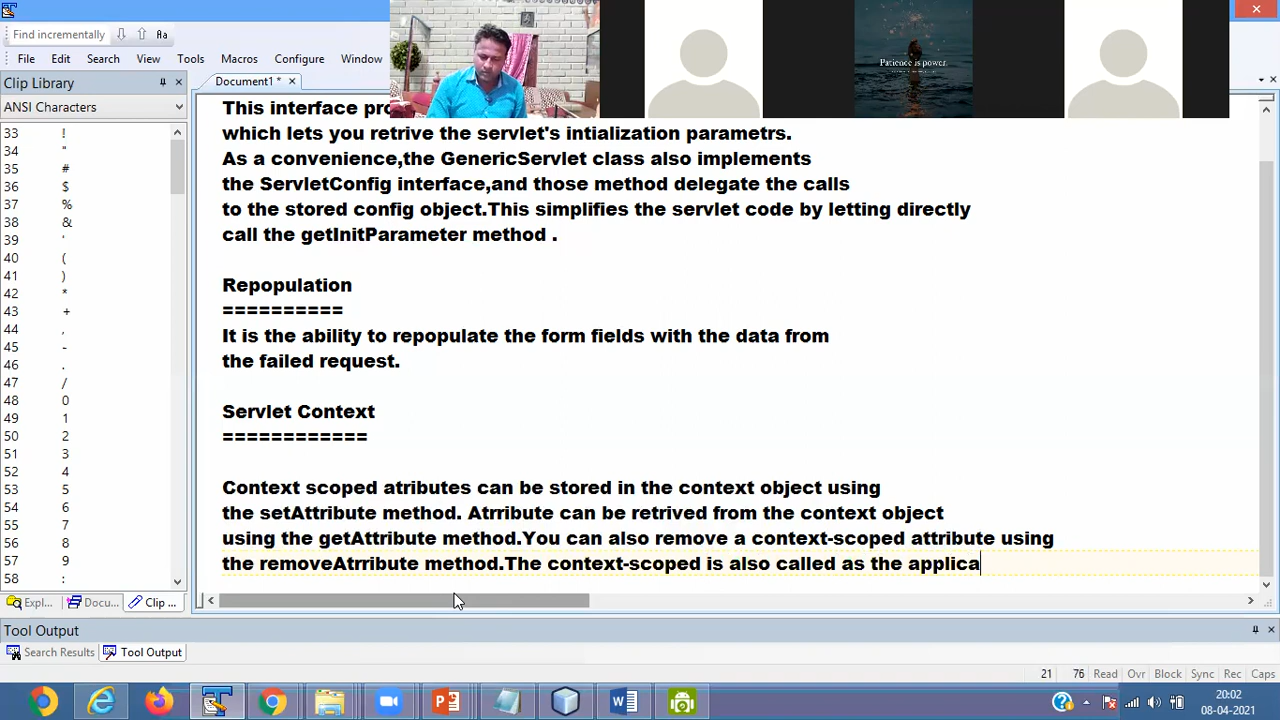 Find incrementally
Aa
File Edit Search View Tools Macros Configure Window
Clip Library
Document1 *
ANSI Characters
33 !
34 "
35 #
36 $
37 %
38 &
39 '
40 (
41 )
42 *
43 +
44 ,
45 -
46 .
47 /
48 0
49 1
50 2
51 3
52 4
53 5
54 6
55 7
56 8
57 9
58 :
Patience is power.
This interface pro
which lets you retrive the servlet's intialization parametrs.
As a convenience,the GenericServlet class also implements
the ServletConfig interface,and those method delegate the calls
to the stored config object.This simplifies the servlet code by letting directly
call the getInitParameter method .
Repopulation
==========
It is the ability to repopulate the form fields with the data from
the failed request.
Servlet Context
============
Context scoped atributes can be stored in the context object using
the setAttribute method. Atrribute can be retrived from the context object
using the getAttribute method.You can also remove a context-scoped attribute using
the removeAtrribute method.The context-scoped is also called as the applica
Expl... Docu... Clip ...
Tool Output
Search Results Tool Output
21 76 Read Ovr Block Sync Rec Caps
20:02
08-04-2021